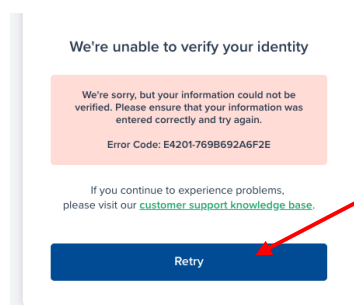 We're unable to verify your identity
We're sorry, but your information could not be
verified. Please ensure that your information was
entered correctly and try again.
Error Code: E4201-769B692A6F2E
If you continue to experience problems,
please visit our customer support knowledge base.
Retry